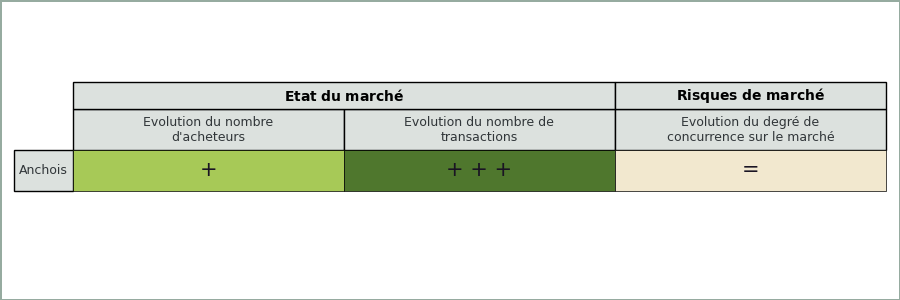 Etat du marché
Risques de marché
Evolution du nombre
d'acheteurs
Evolution du nombre de
transactions
Evolution du degré de
concurrence sur le marché
Anchois
+
+ + +
=